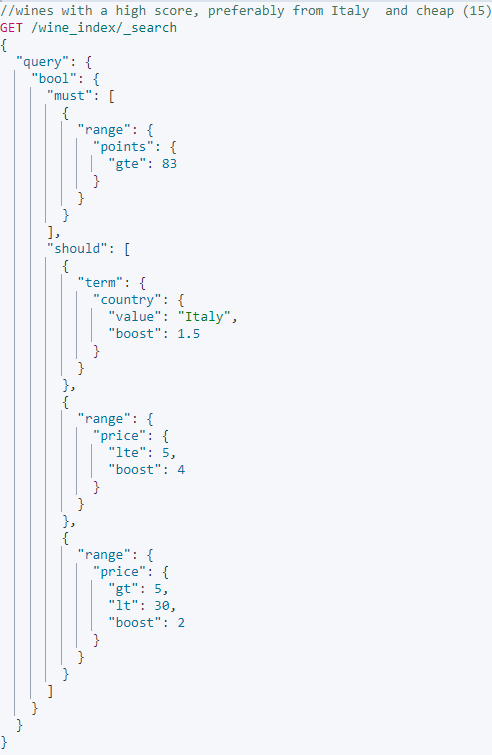 //wines with a high score, preferably from Italy  and cheap (15)
GET /wine_index/_search
{
  "query": {
    "bool": {
      "must": [
        {
          "range": {
            "points": {
              "gte": 83
            }
          }
        }
      ],
      "should": [
        {
          "term": {
            "country": {
              "value": "Italy",
              "boost": 1.5
            }
          }
        },
        {
          "range": {
            "price": {
              "lte": 5,
              "boost": 4
            }
          }
        },
        {
          "range": {
            "price": {
              "gt": 5,
              "lt": 30,
              "boost": 2
            }
          }
        }
      ]
    }
  }
}